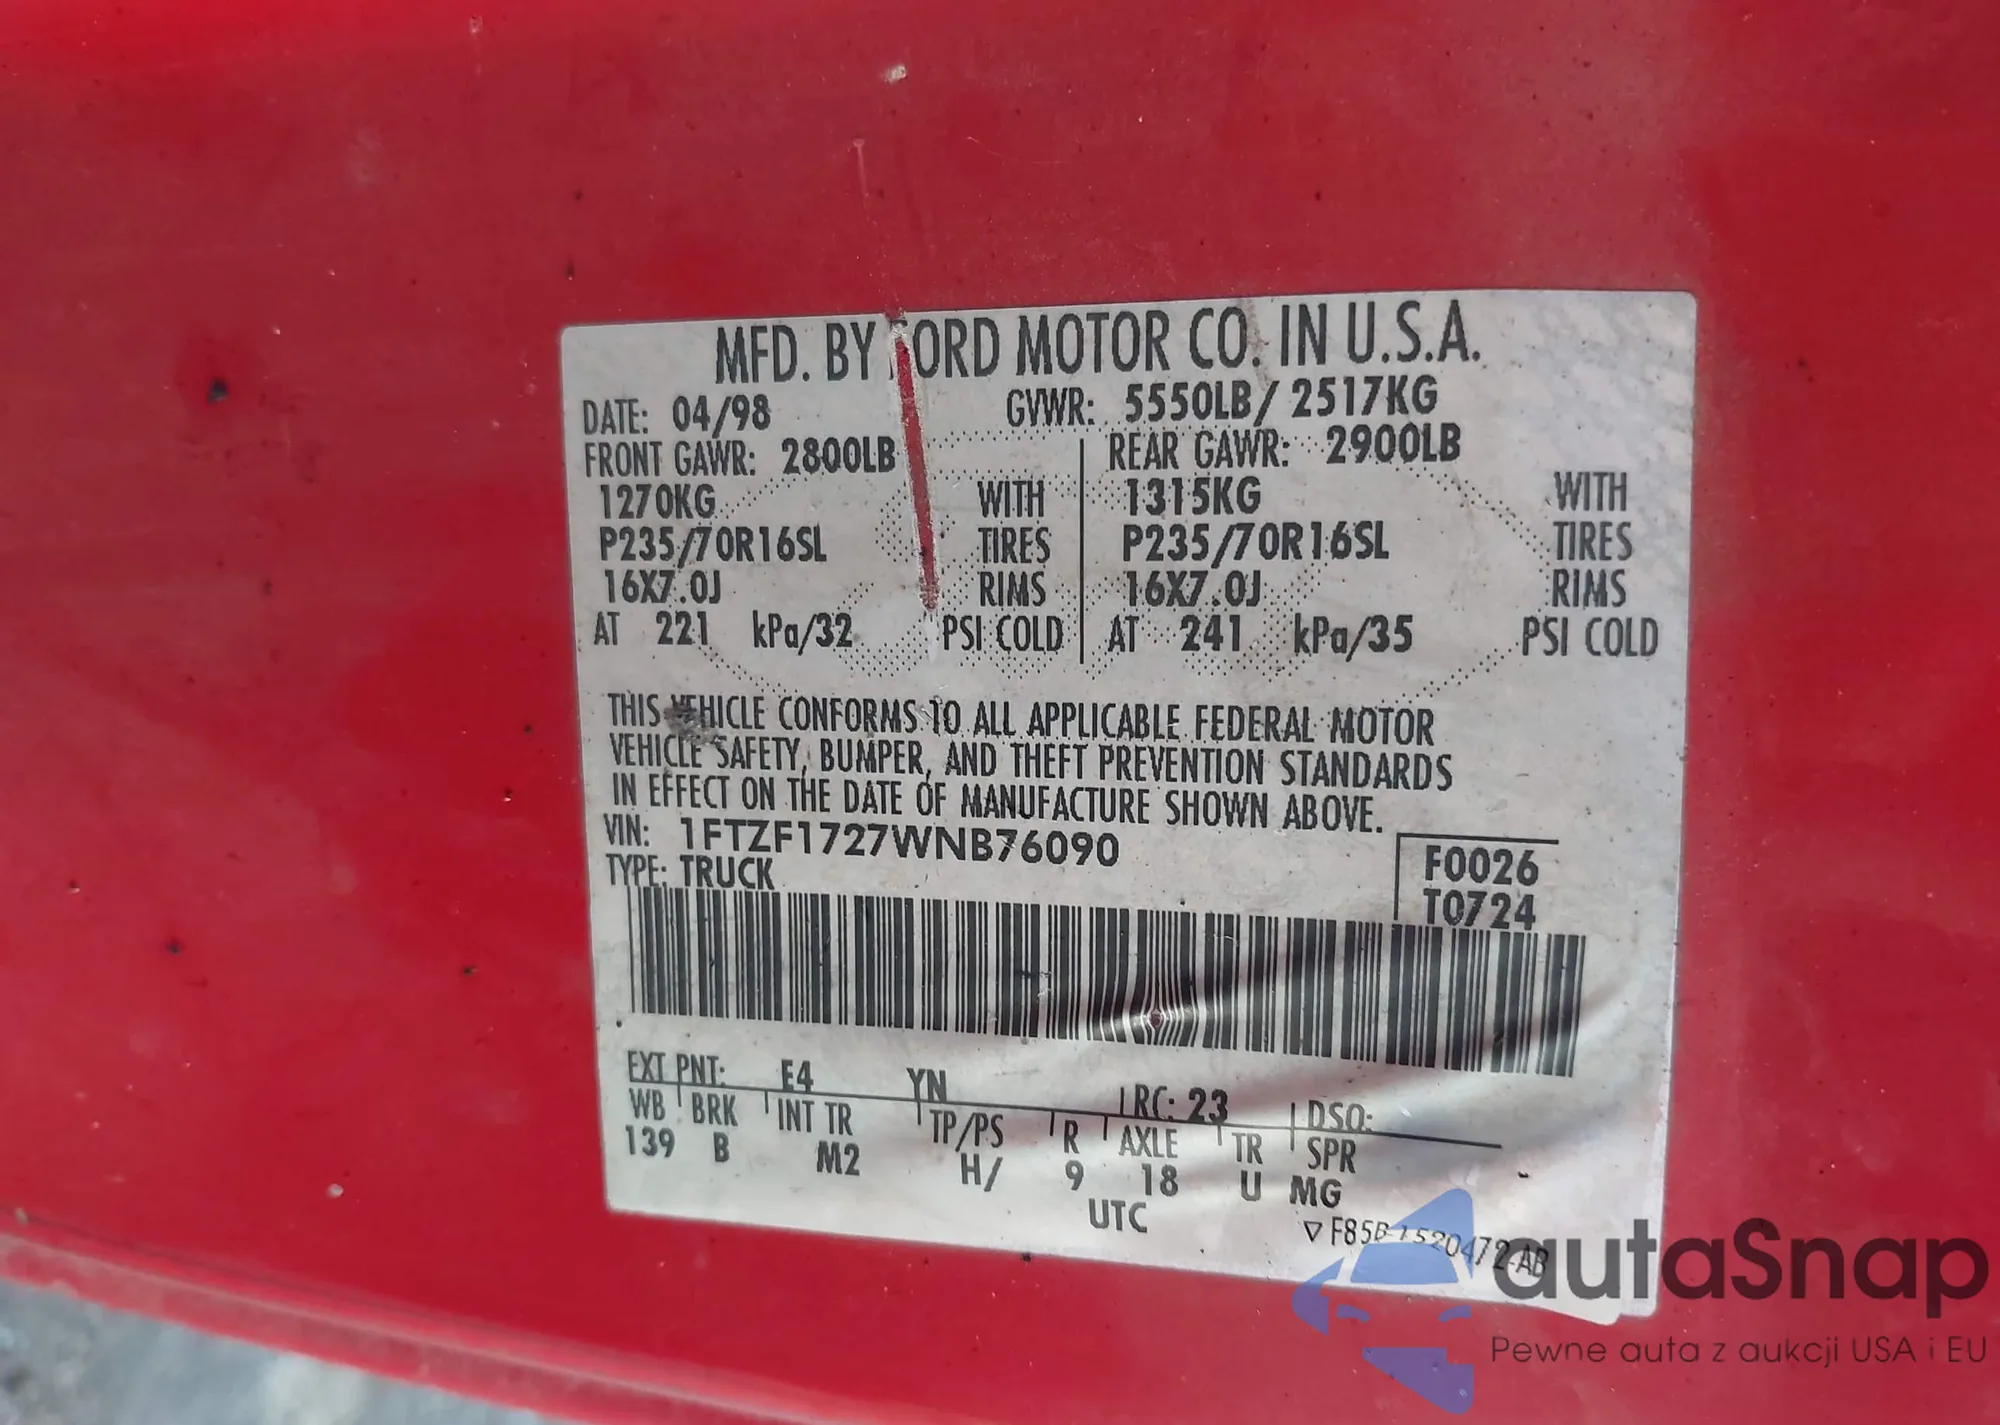 MFD. BY FORD MOTOR CO. IN U.S.A.
DATE: 04/98 GVWR: 5550LB/ 2517KG
FRONT GAWR: 2800LB REAR GAWR: 2900LB
1270KG WITH 1315KG WITH
P235/70R16SL TIRES P235/70R16SL TIRES
16X7.0J RIMS 16X7.0J RIMS
AT 221 kPa/32 PSI COLD AT 241 kPa/35 PSI COLD
THIS VEHICLE CONFORMS TO ALL APPLICABLE FEDERAL MOTOR
VEHICLE SAFETY, BUMPER, AND THEFT PREVENTION STANDARDS
IN EFFECT ON THE DATE OF MANUFACTURE SHOWN ABOVE.
VIN: 1FTZF1727WNB76090
TYPE: TRUCK
F0026
T0724
EXT PNT: E4 YN RC: 23 DSO:
WB BRK INT TR TP/PS R AXLE TR SPR
139 B M2 H/ 9 18 U MG
UTC
autaSnap
Pewne auta z aukcji USA i EU